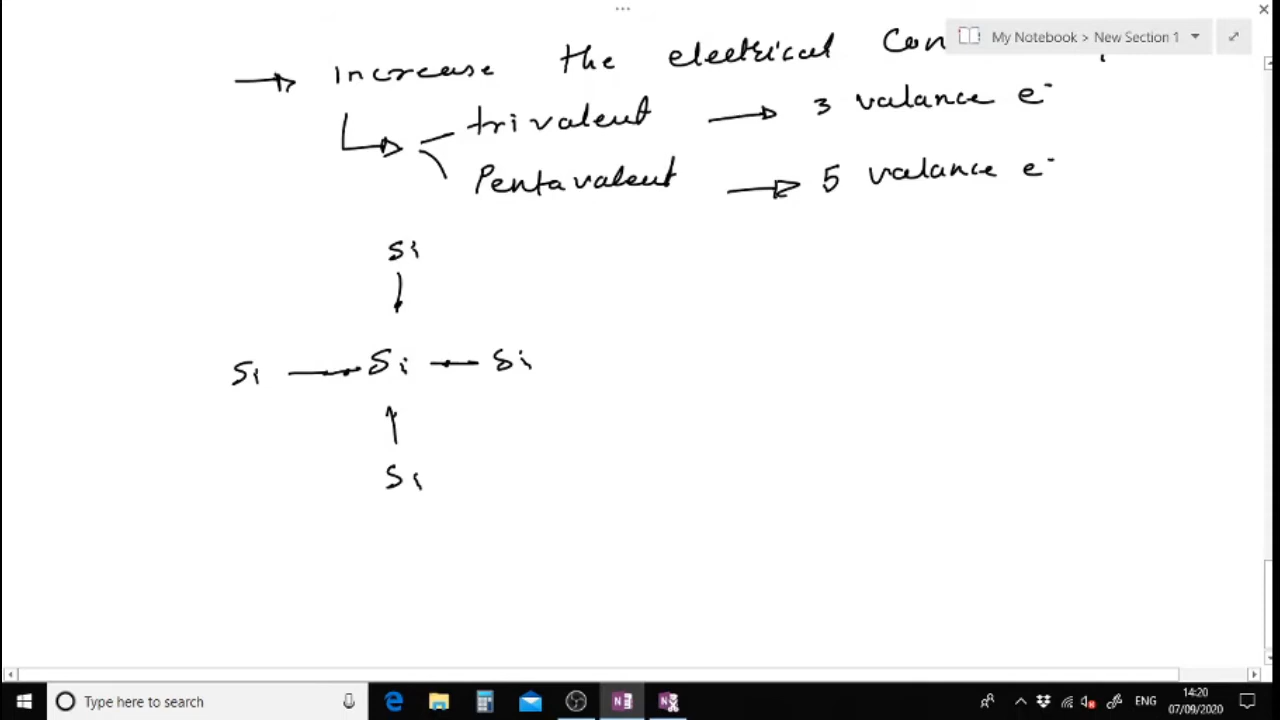 ...
My Notebook > New Section 1
increase the electrical Con
trivalent 3 valance e-
Pentavalent 5 valance e-
Si
Si Si Si
Si
Type here to search
ENG
14:20
07/09/2020